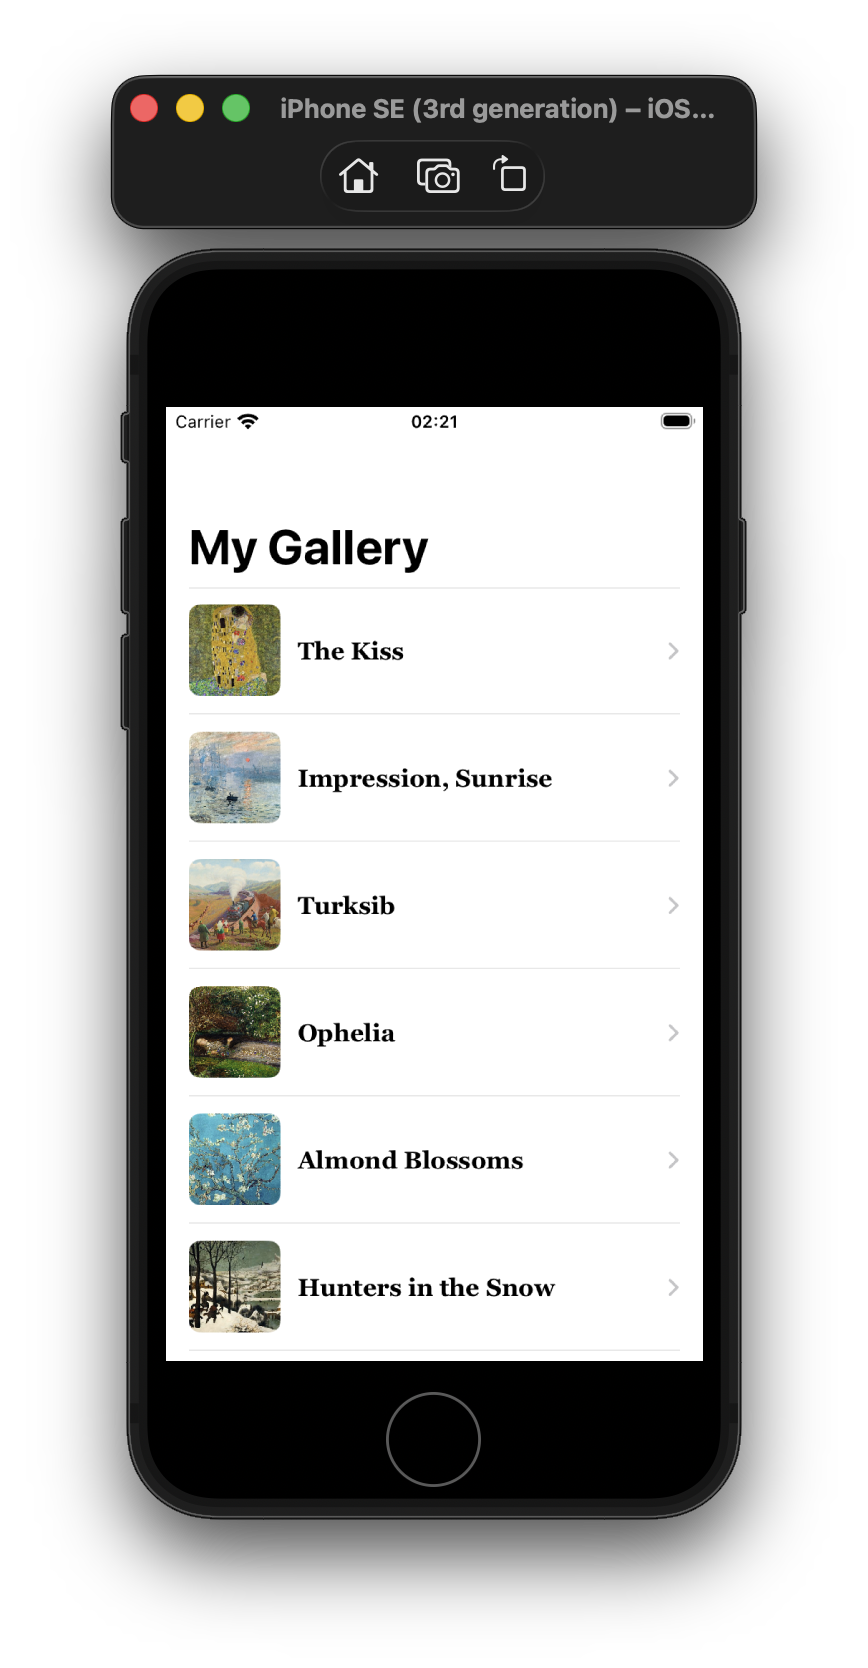 iPhone SE (3rd generation) – iOS...
Carrier 02:21
My Gallery
The Kiss
Impression, Sunrise
Turksib
Ophelia
Almond Blossoms
Hunters in the Snow